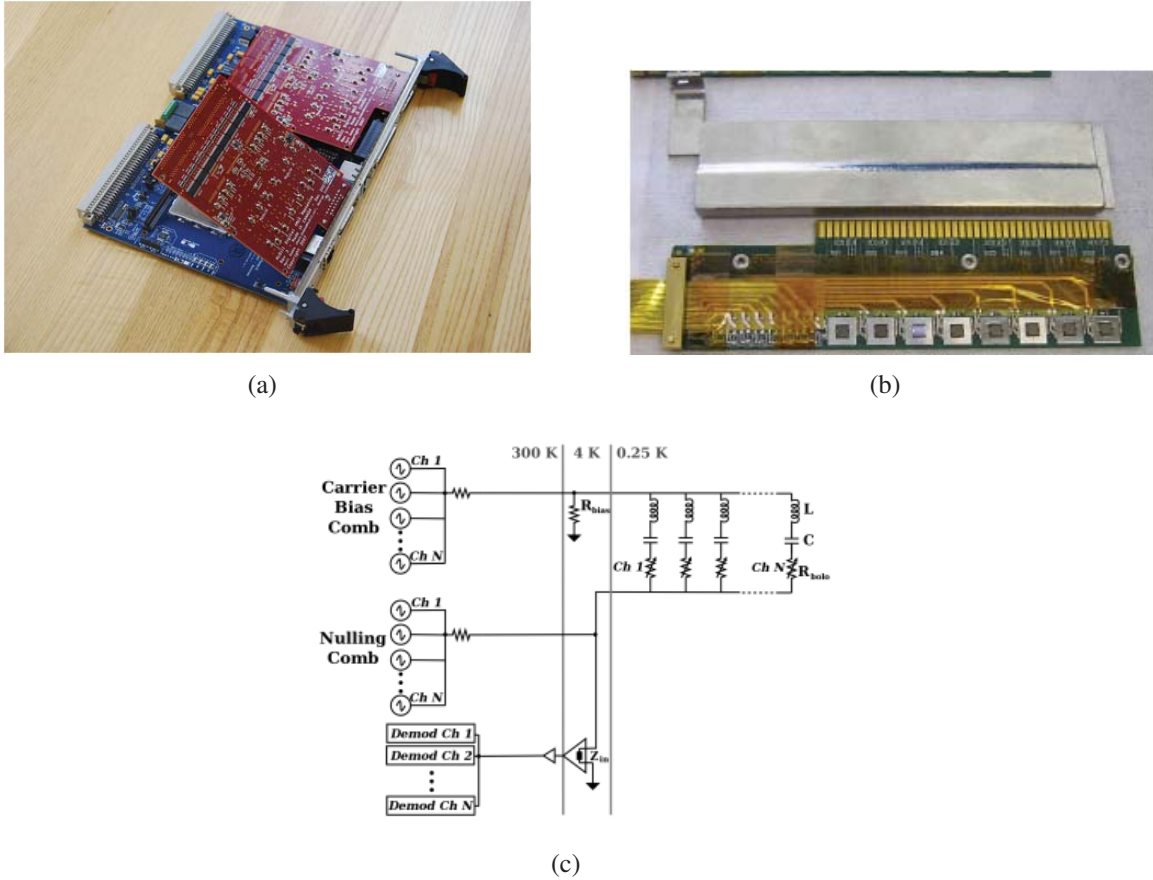 (a)
(b)
300 K 4 K 0.25 K
Ch 1
Carrier
Bias
Comb
Ch N
R_bias
L
C
Ch 1
Ch N
R_bolo
Ch 1
Nulling
Comb
Ch N
Demod Ch 1
Demod Ch 2
Demod Ch N
Z_in
(c)